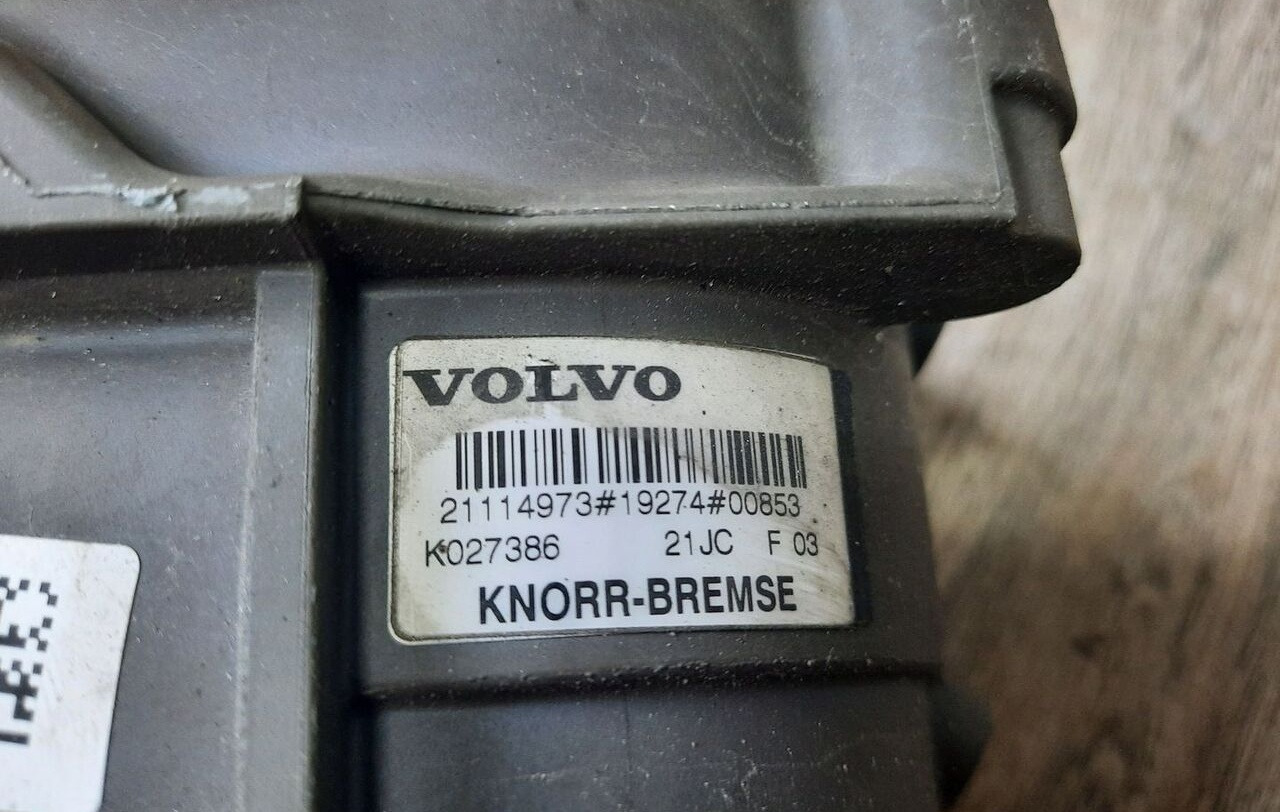 VOLVO
21114973#19274#00853
K027386 21JC F 03
KNORR-BREMSE